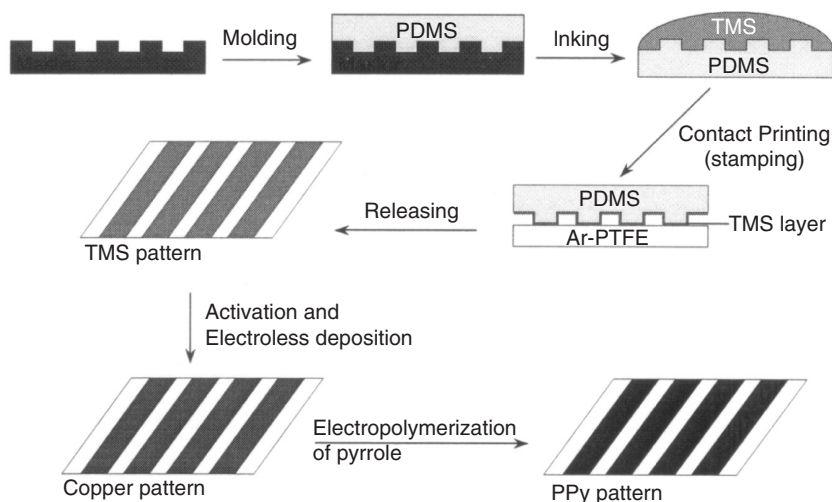 Molding
PDMS
Master
Inking
TMS
PDMS
Contact Printing
(stamping)
PDMS
TMS layer
Ar-PTFE
Releasing
TMS pattern
Activation and
Electroless deposition
Copper pattern
Electropolymerization
of pyrrole
PPy pattern